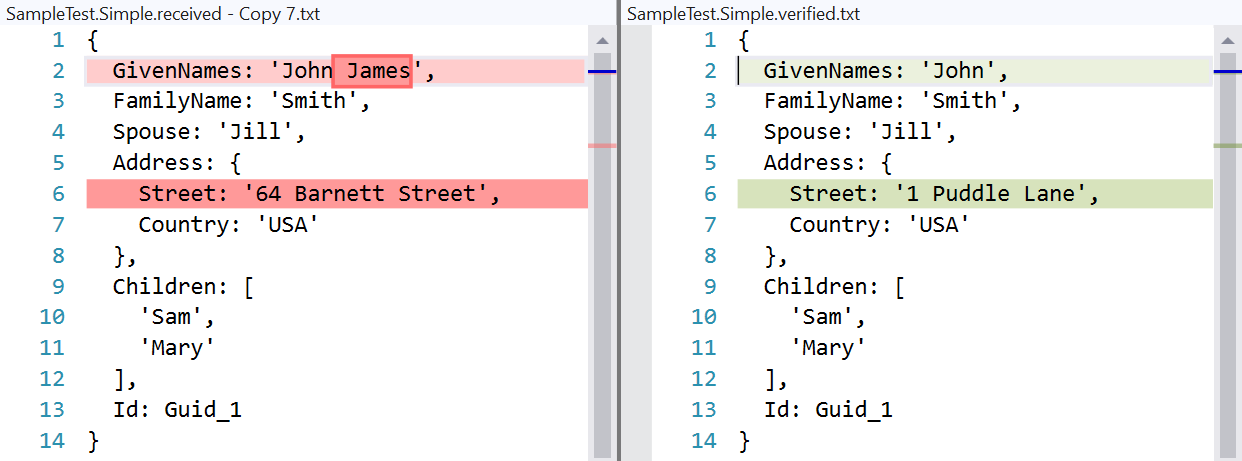 SampleTest.Simple.received - Copy 7.txt
1 {
2   GivenNames: 'John James',
3   FamilyName: 'Smith',
4   Spouse: 'Jill',
5   Address: {
6     Street: '64 Barnett Street',
7     Country: 'USA'
8   },
9   Children: [
10     'Sam',
11     'Mary'
12   ],
13   Id: Guid_1
14 }
SampleTest.Simple.verified.txt
1 {
2   GivenNames: 'John',
3   FamilyName: 'Smith',
4   Spouse: 'Jill',
5   Address: {
6     Street: '1 Puddle Lane',
7     Country: 'USA'
8   },
9   Children: [
10     'Sam',
11     'Mary'
12   ],
13   Id: Guid_1
14 }